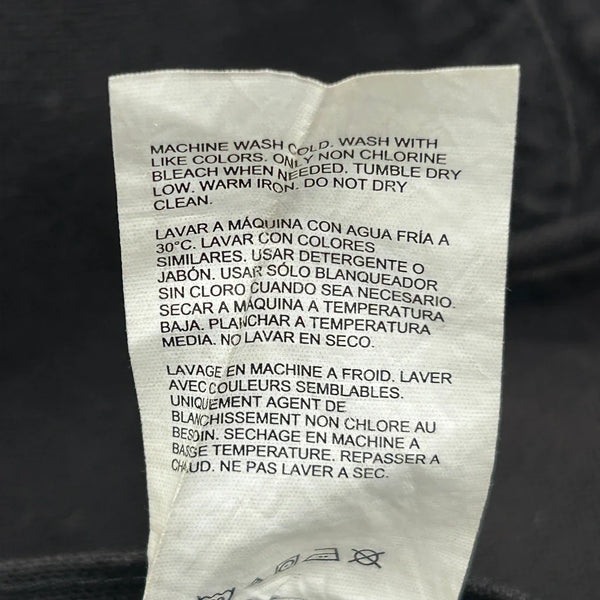 MACHINE WASH COLD. WASH WITH
LIKE COLORS. ONLY NON CHLORINE
BLEACH WHEN NEEDED. TUMBLE DRY
LOW. WARM IRON. DO NOT DRY
CLEAN.
LAVAR A MÁQUINA CON AGUA FRÍA A
30°C. LAVAR CON COLORES
SIMILARES. USAR DETERGENTE O
JABÓN. USAR SÓLO BLANQUEADOR
SIN CLORO CUANDO SEA NECESARIO.
SECAR A MÁQUINA A TEMPERATURA
BAJA. PLANCHAR A TEMPERATURA
MEDIA. NO LAVAR EN SECO.
LAVAGE EN MACHINE A FROID. LAVER
AVEC COULEURS SEMBLABLES.
UNIQUEMENT AGENT DE
BLANCHISSEMENT NON CHLORE AU
BESOIN. SECHAGE EN MACHINE A
BASSE TEMPERATURE. REPASSER A
CHAUD. NE PAS LAVER A SEC.